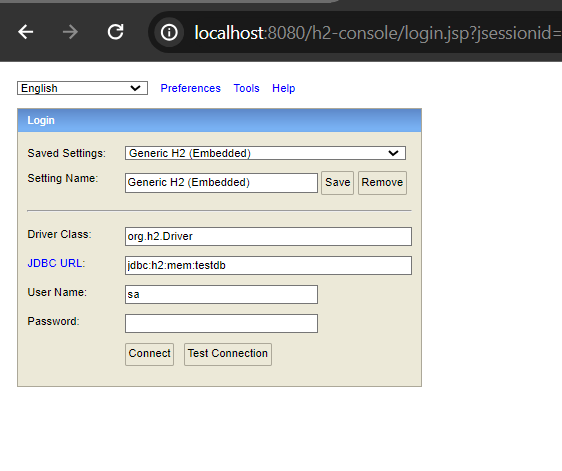 localhost:8080/h2-console/login.jsp?jsessionid=
English Preferences Tools Help
Login
Saved Settings: Generic H2 (Embedded)
Setting Name: Generic H2 (Embedded) Save Remove
Driver Class: org.h2.Driver
JDBC URL: jdbc:h2:mem:testdb
User Name: sa
Password:
Connect Test Connection